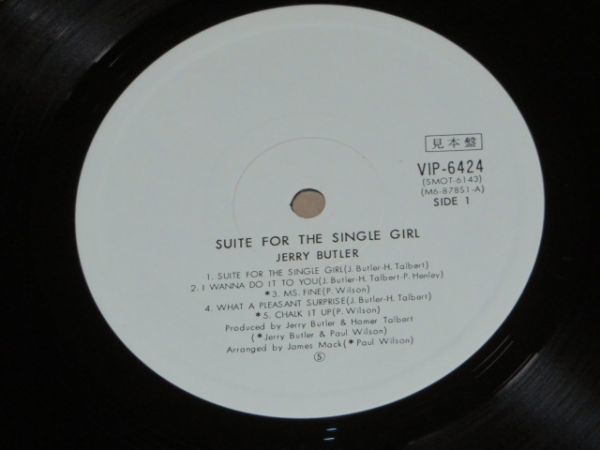 見本盤
VIP-6424
(SMOT-6143)
(M6-878S1-A)
SIDE 1
SUITE FOR THE SINGLE GIRL
JERRY BUTLER
1. SUITE FOR THE SINGLE GIRL(J. Butler-H. Talbert)
2. I WANNA DO IT TO YOU(J. Butler-H. Talbert-P. Henley)
*3. MS. FINE(P. Wilson)
4. WHAT A PLEASANT SURPRISE(J. Butler-H. Talbert)
*5. CHALK IT UP(P. Wilson)
Produced by Jerry Butler & Homer Talbert
(*Jerry Butler & Paul Wilson)
Arranged by James Mack(*Paul Wilson)
Ⓢ